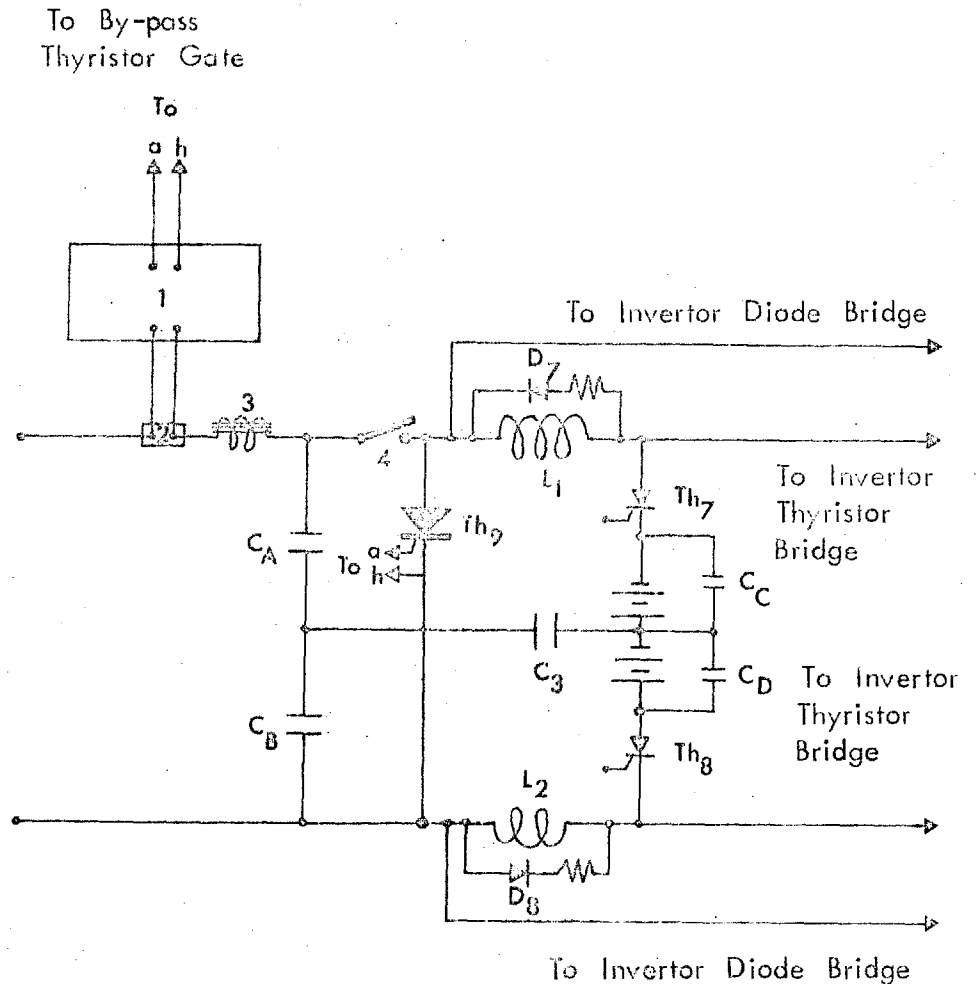 To By-pass
Thyristor Gate
To
a h
1
To Invertor Diode Bridge
D7
3
2
4
L1
To Invertor
Thyristor
Bridge
Th7
Th9
CA
a
To h
CC
C3
CD
To Invertor
Thyristor
Bridge
CB
Th8
L2
D8
To Invertor Diode Bridge